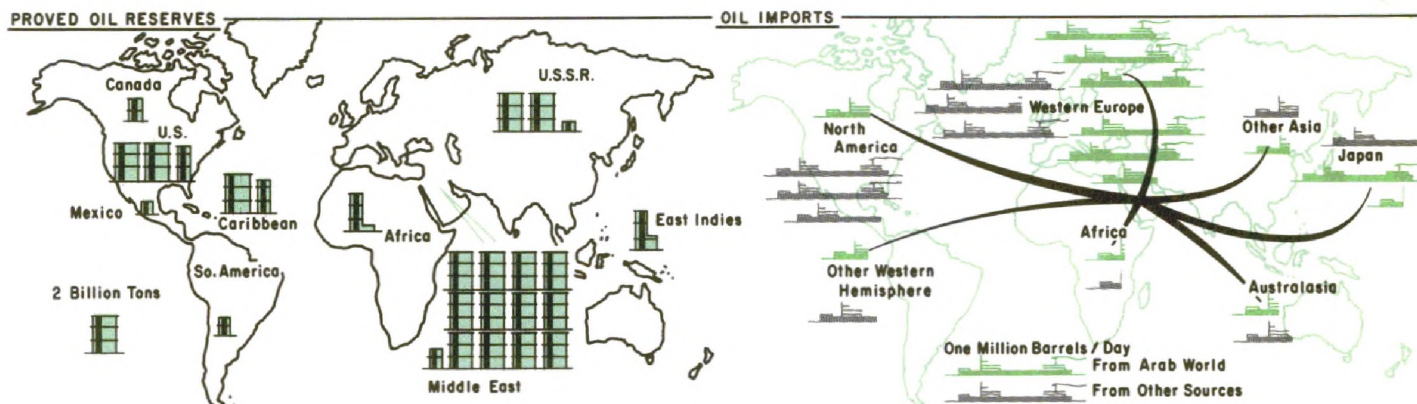 PROVED OIL RESERVES
Canada
U.S.
U.S.S.R.
Mexico
Caribbean
Africa
East Indies
So. America
2 Billion Tons
Middle East
OIL IMPORTS
North
America
Western Europe
Other Asia
Japan
Africa
Other Western
Hemisphere
Australasia
One Million Barrels / Day
From Arab World
From Other Sources